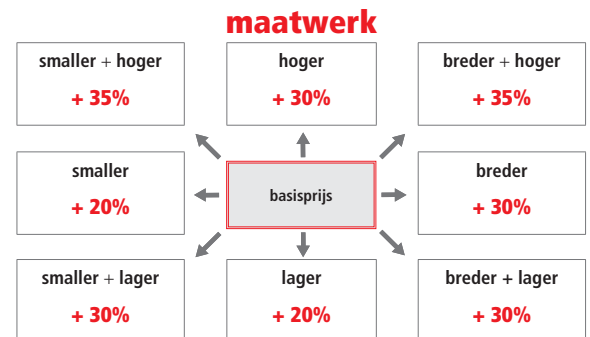 maatwerk
smaller + hoger
+ 35%
hoger
+ 30%
breder + hoger
+ 35%
smaller
+ 20%
basisprijs
breder
+ 30%
smaller + lager
+ 30%
lager
+ 20%
breder + lager
+ 30%